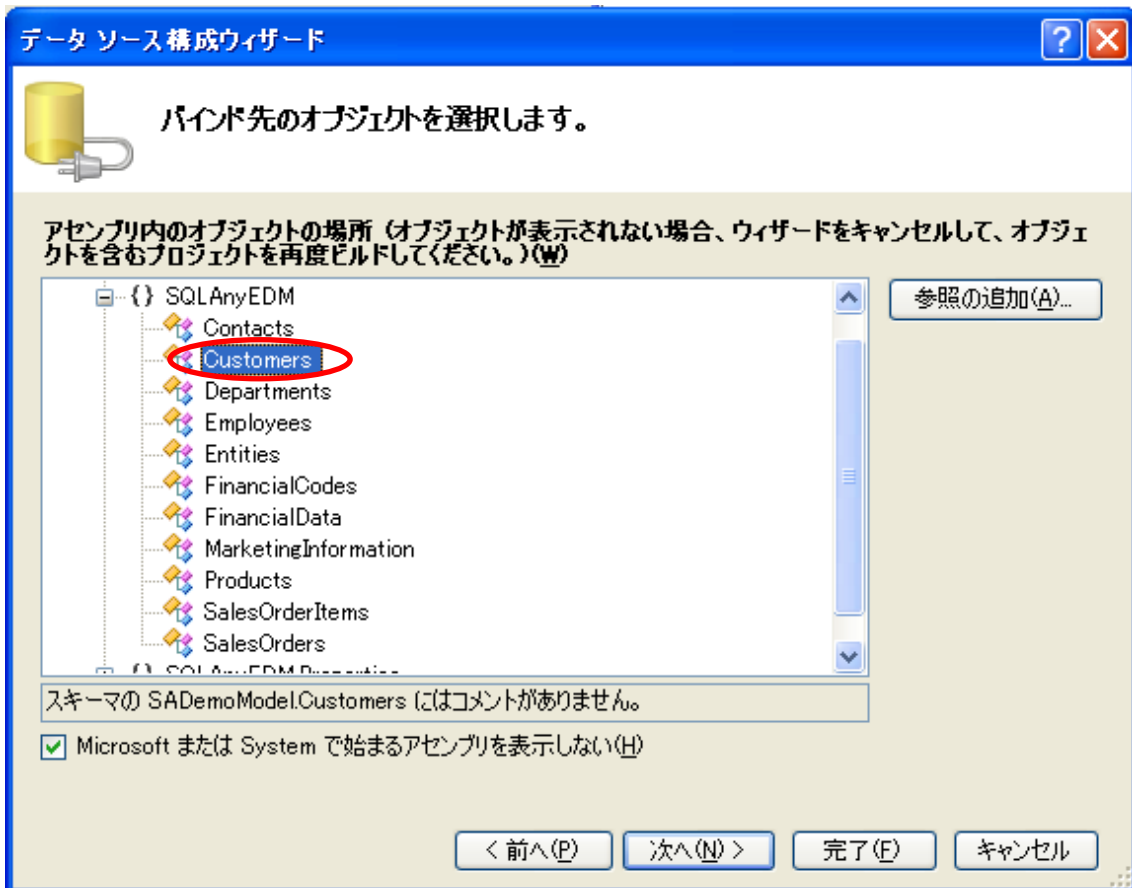 データ ソース構成ウィザード
バインド先のオブジェクトを選択します。
アセンブリ内のオブジェクトの場所 (オブジェクトが表示されない場合、ウィザードをキャンセルして、オブジェ
クトを含むプロジェクトを再度ビルドしてください。)(W)
{} SQLAnyEDM
参照の追加(A)...
Contacts
Customers
Departments
Employees
Entities
FinancialCodes
FinancialData
MarketingInformation
Products
SalesOrderItems
SalesOrders
{} SQLAnyEDM.Properties
スキーマの SADemoModel.Customers にはコメントがありません。
Microsoft または System で始まるアセンブリを表示しない(H)
< 前へ(P) 次へ(N) > 完了(F) キャンセル